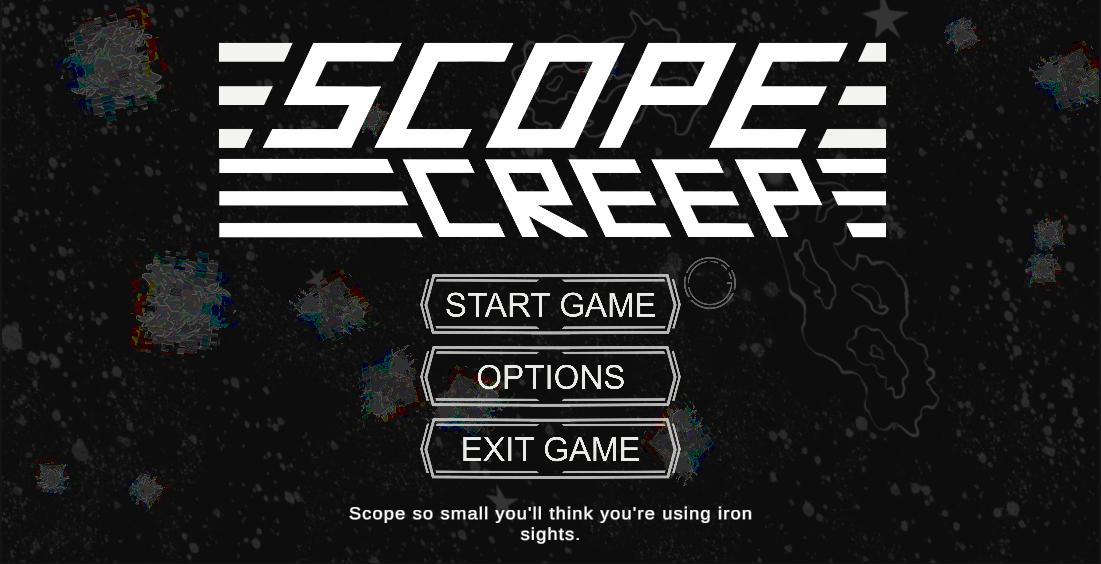 SCOPE
CREEP
START GAME
OPTIONS
EXIT GAME
Scope so small you'll think you're using iron
sights.